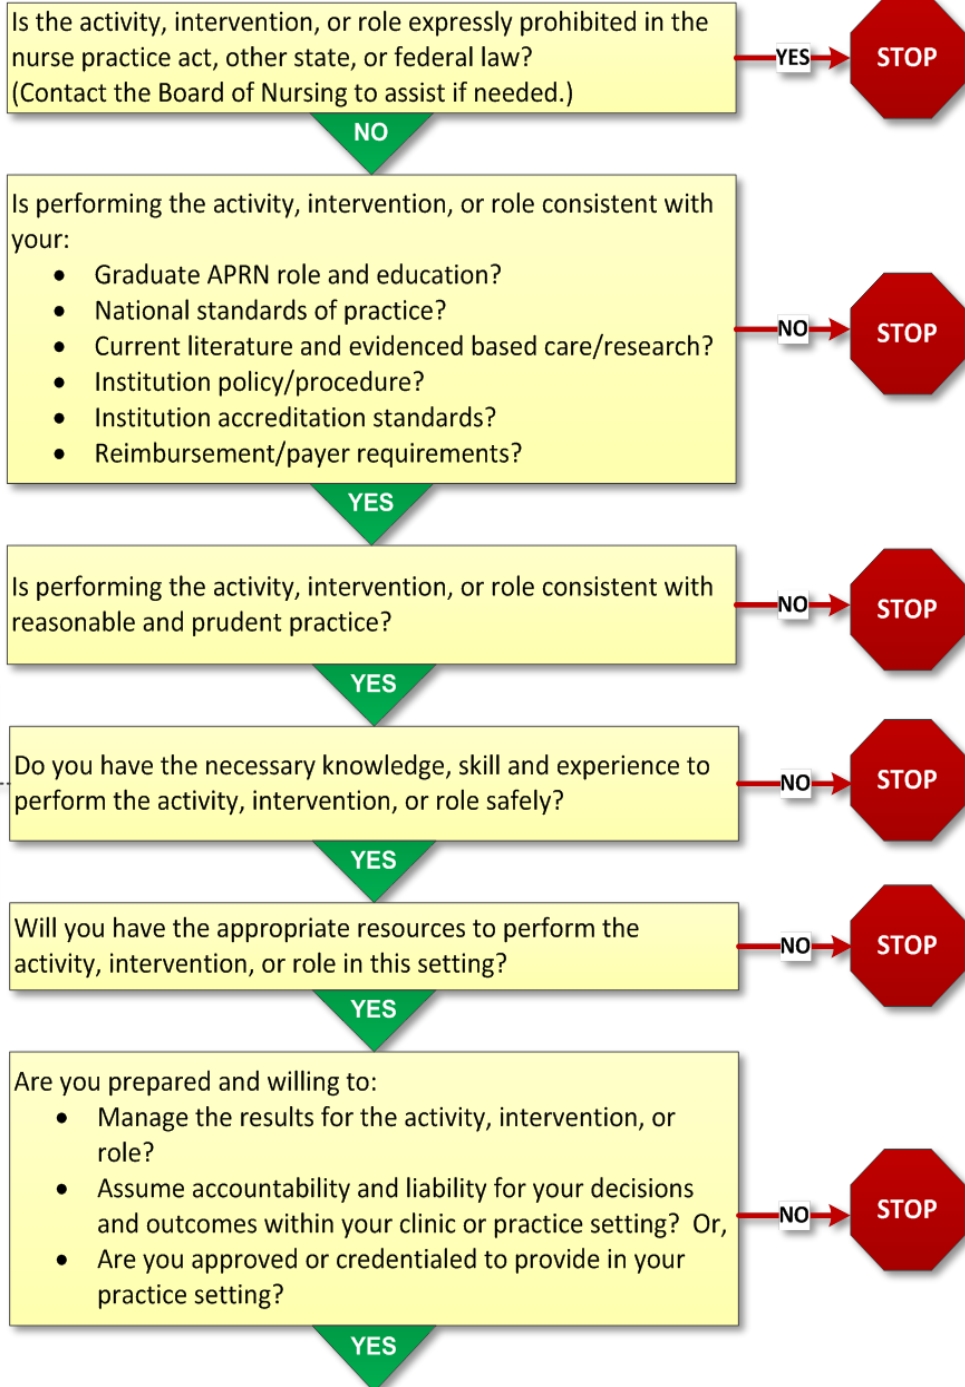 Is the activity, intervention, or role expressly prohibited in the
nurse practice act, other state, or federal law?
(Contact the Board of Nursing to assist if needed.)
YES
STOP
NO
Is performing the activity, intervention, or role consistent with
your:
• Graduate APRN role and education?
• National standards of practice?
• Current literature and evidenced based care/research?
• Institution policy/procedure?
• Institution accreditation standards?
• Reimbursement/payer requirements?
NO
STOP
YES
Is performing the activity, intervention, or role consistent with
reasonable and prudent practice?
NO
STOP
YES
Do you have the necessary knowledge, skill and experience to
perform the activity, intervention, or role safely?
NO
STOP
YES
Will you have the appropriate resources to perform the
activity, intervention, or role in this setting?
NO
STOP
YES
Are you prepared and willing to:
• Manage the results for the activity, intervention, or
role?
• Assume accountability and liability for your decisions
and outcomes within your clinic or practice setting? Or,
• Are you approved or credentialed to provide in your
practice setting?
NO
STOP
YES